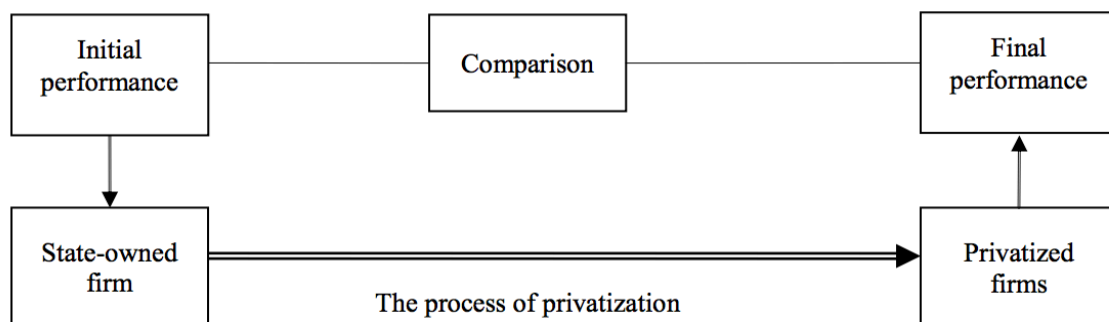 Initial
performance
Comparison
Final
performance
State-owned
firm
The process of privatization
Privatized
firms